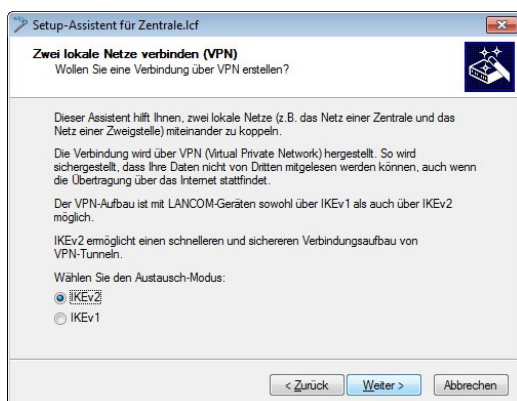 Setup-Assistent für Zentrale.lcf
Zwei lokale Netze verbinden (VPN)
Wollen Sie eine Verbindung über VPN erstellen?
Dieser Assistent hilft Ihnen, zwei lokale Netze (z.B. das Netz einer Zentrale und das
Netz einer Zweigstelle) miteinander zu koppeln.
Die Verbindung wird über VPN (Virtual Private Network) hergestellt. So wird
sichergestellt, dass Ihre Daten nicht von Dritten mitgelesen werden können, auch wenn
die Übertragung über das Internet stattfindet.
Der VPN-Aufbau ist mit LANCOM-Geräten sowohl über IKEv1 als auch über IKEv2
möglich.
IKEv2 ermöglicht einen schnelleren und sichereren Verbindungsaufbau von
VPN-Tunneln.
Wählen Sie den Austausch-Modus:
IKEv2
IKEv1
< Zurück Weiter > Abbrechen